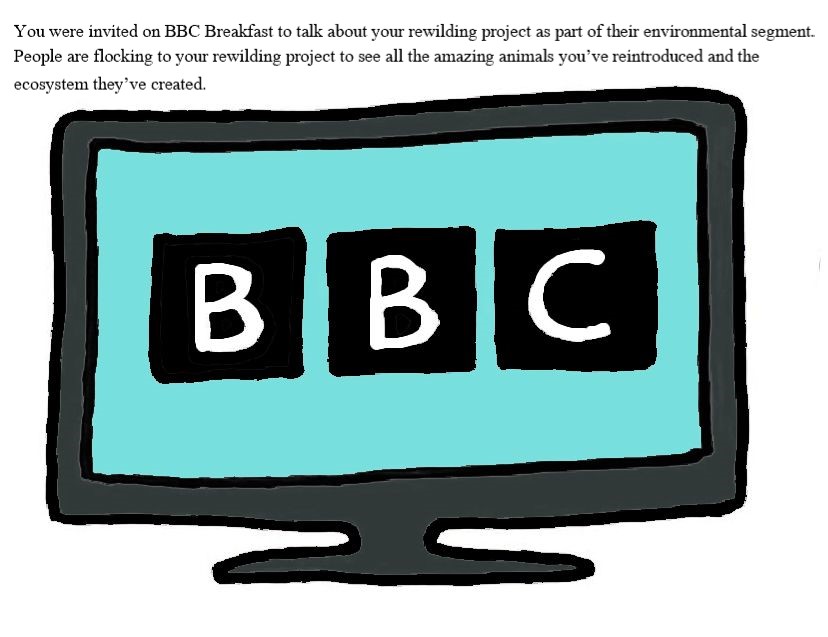 You were invited on BBC Breakfast to talk about your rewilding project as part of their environmental segment.
People are flocking to your rewilding project to see all the amazing animals you’ve reintroduced and the
ecosystem they’ve created.
B B C